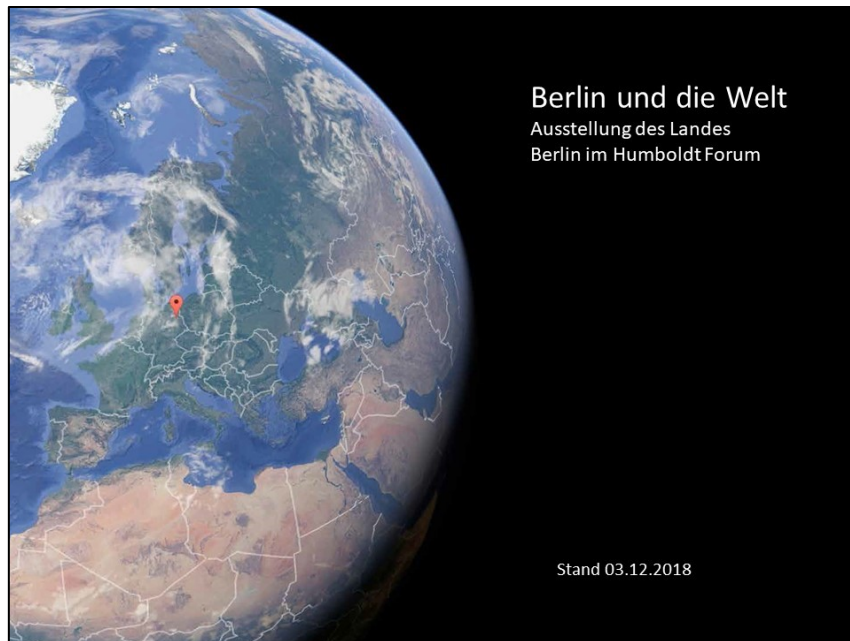 Berlin und die Welt
Ausstellung des Landes
Berlin im Humboldt Forum
Stand 03.12.2018